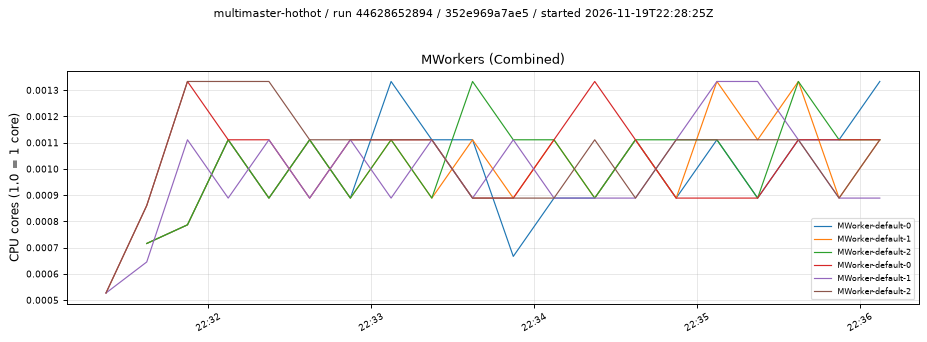 multimaster-hothot / run 44628652894 / 352e969a7ae5 / started 2026-11-19T22:28:25Z
MWorkers (Combined)
CPU cores (1.0 = 1 core)
0.0013
0.0012
0.0011
0.0010
0.0009
0.0008
0.0007
0.0006
0.0005
22:32
22:33
22:34
22:35
22:36
MWorker-default-0
MWorker-default-1
MWorker-default-2
MWorker-default-0
MWorker-default-1
MWorker-default-2